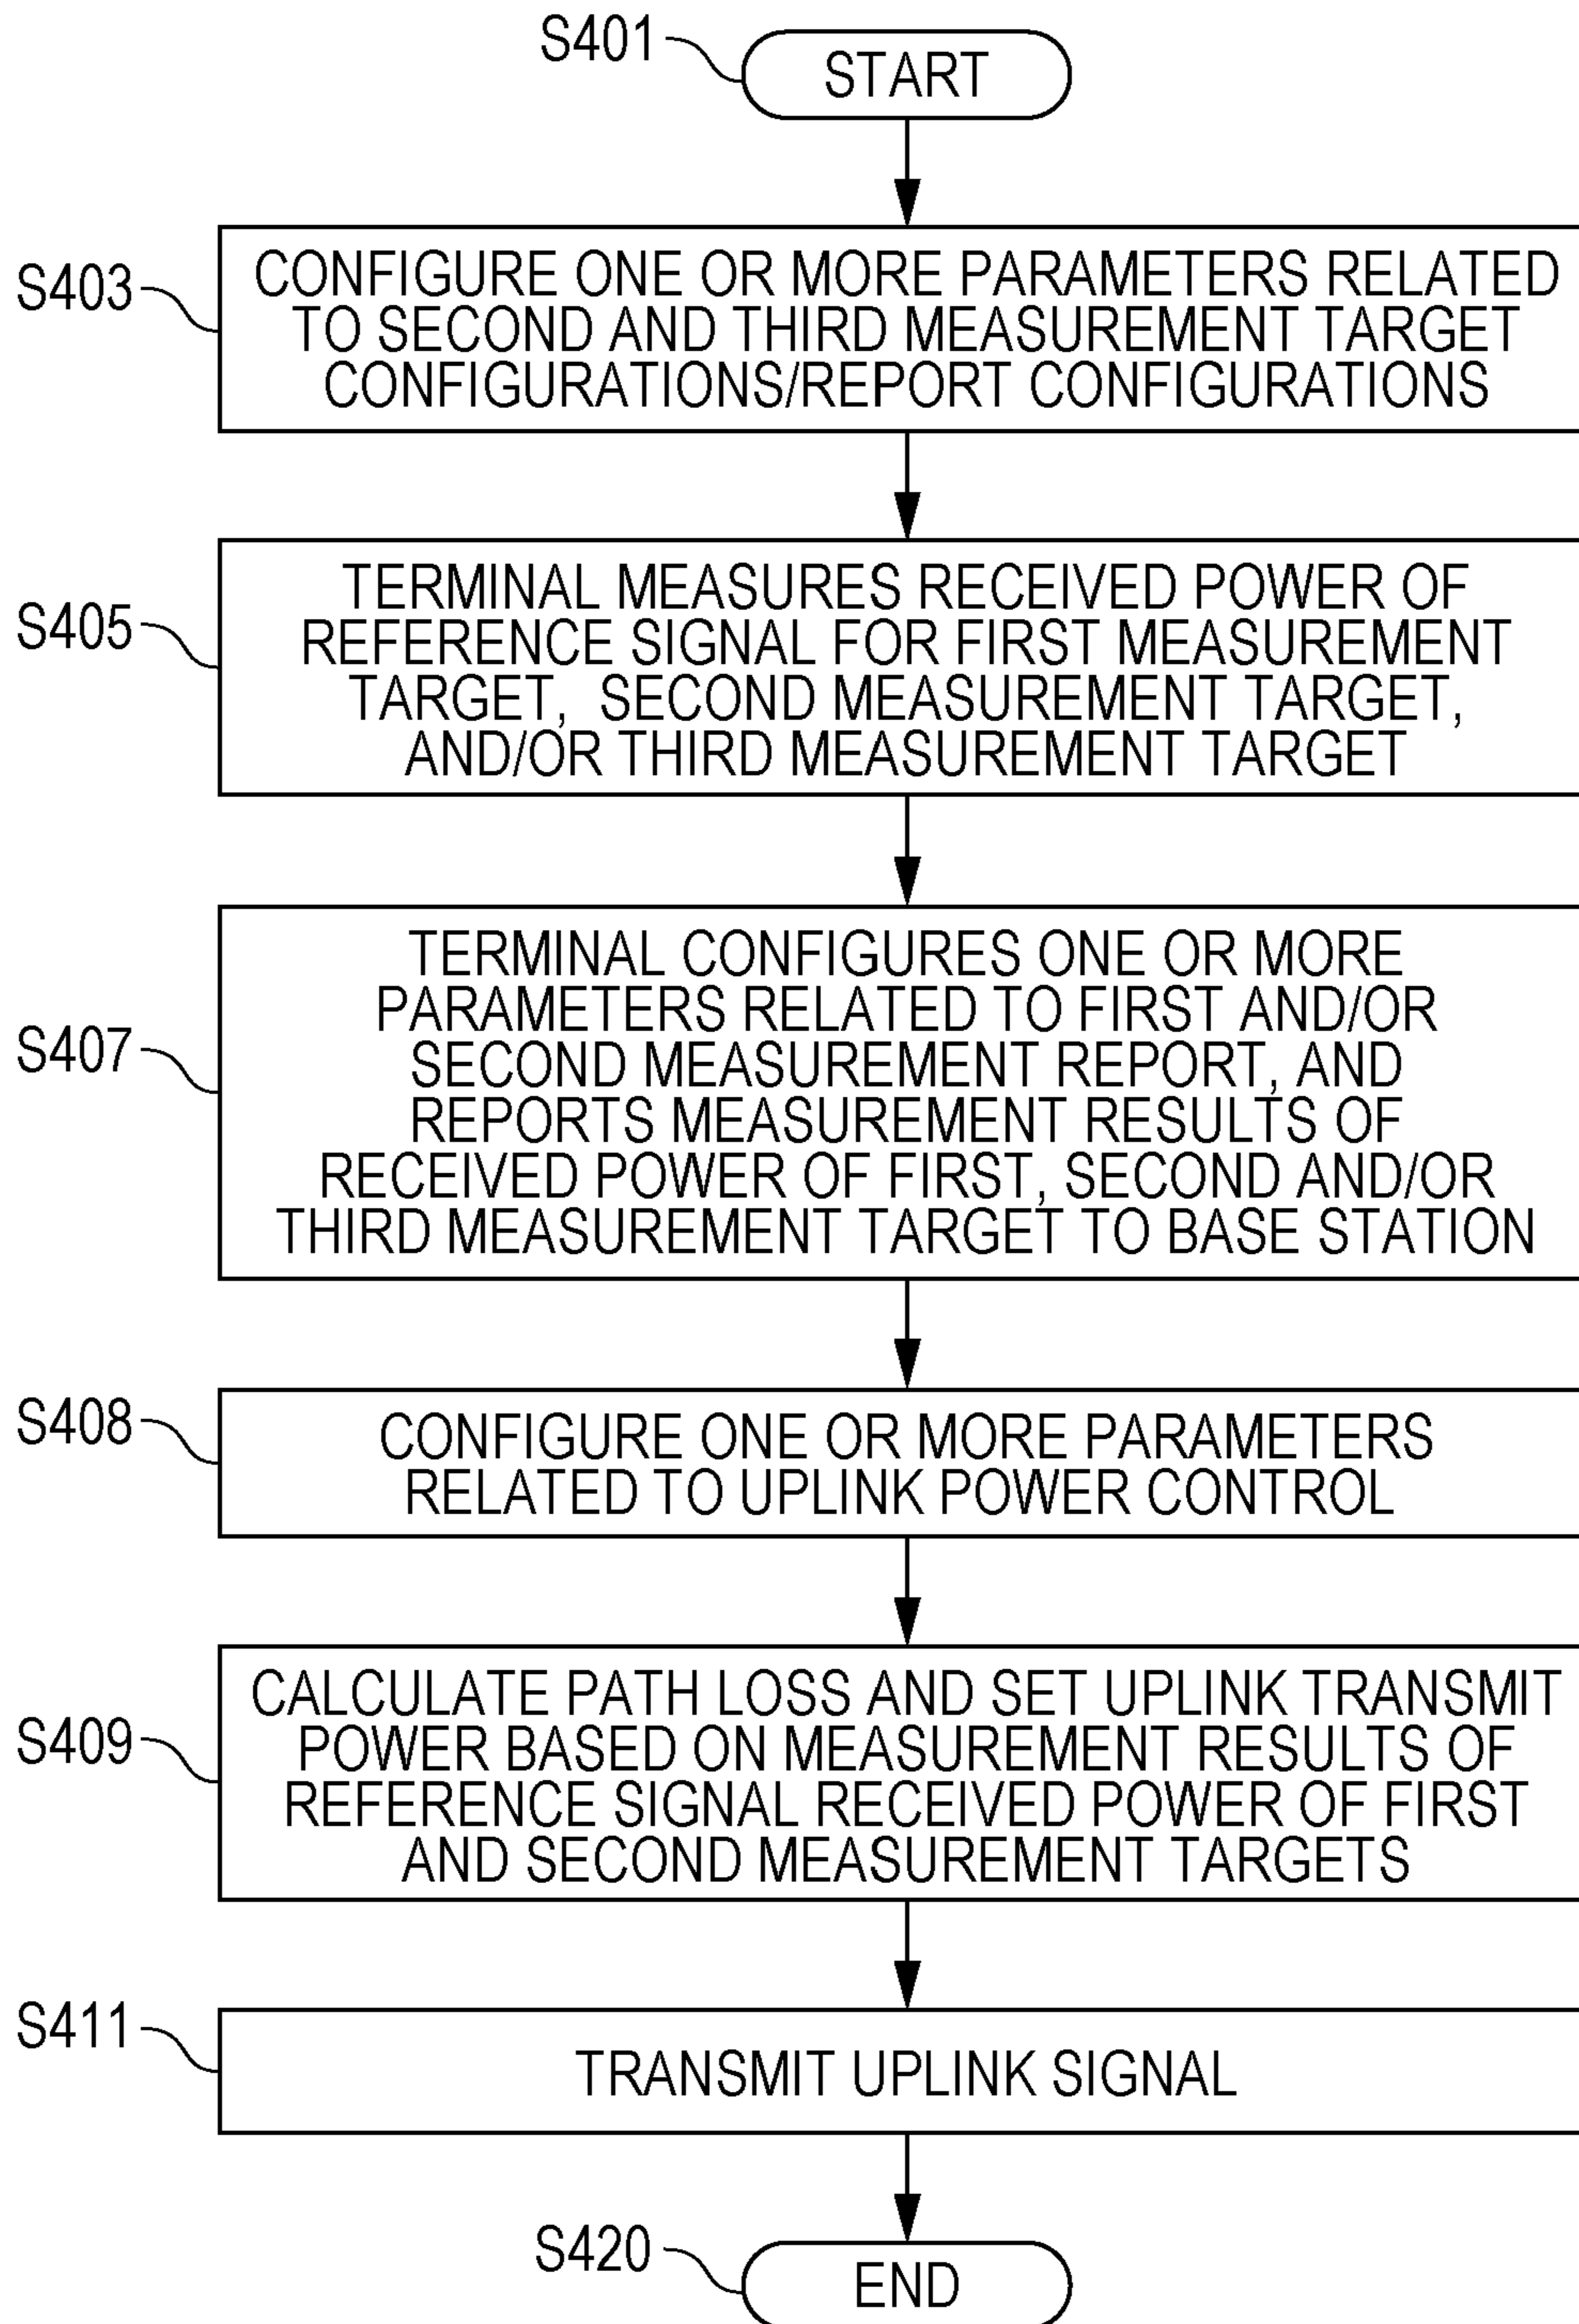 S401
START
S403
CONFIGURE ONE OR MORE PARAMETERS RELATED
TO SECOND AND THIRD MEASUREMENT TARGET
CONFIGURATIONS/REPORT CONFIGURATIONS
S405
TERMINAL MEASURES RECEIVED POWER OF
REFERENCE SIGNAL FOR FIRST MEASUREMENT
TARGET, SECOND MEASUREMENT TARGET,
AND/OR THIRD MEASUREMENT TARGET
S407
TERMINAL CONFIGURES ONE OR MORE
PARAMETERS RELATED TO FIRST AND/OR
SECOND MEASUREMENT REPORT, AND
REPORTS MEASUREMENT RESULTS OF
RECEIVED POWER OF FIRST, SECOND AND/OR
THIRD MEASUREMENT TARGET TO BASE STATION
S408
CONFIGURE ONE OR MORE PARAMETERS
RELATED TO UPLINK POWER CONTROL
S409
CALCULATE PATH LOSS AND SET UPLINK TRANSMIT
POWER BASED ON MEASUREMENT RESULTS OF
REFERENCE SIGNAL RECEIVED POWER OF FIRST
AND SECOND MEASUREMENT TARGETS
S411
TRANSMIT UPLINK SIGNAL
S420
END